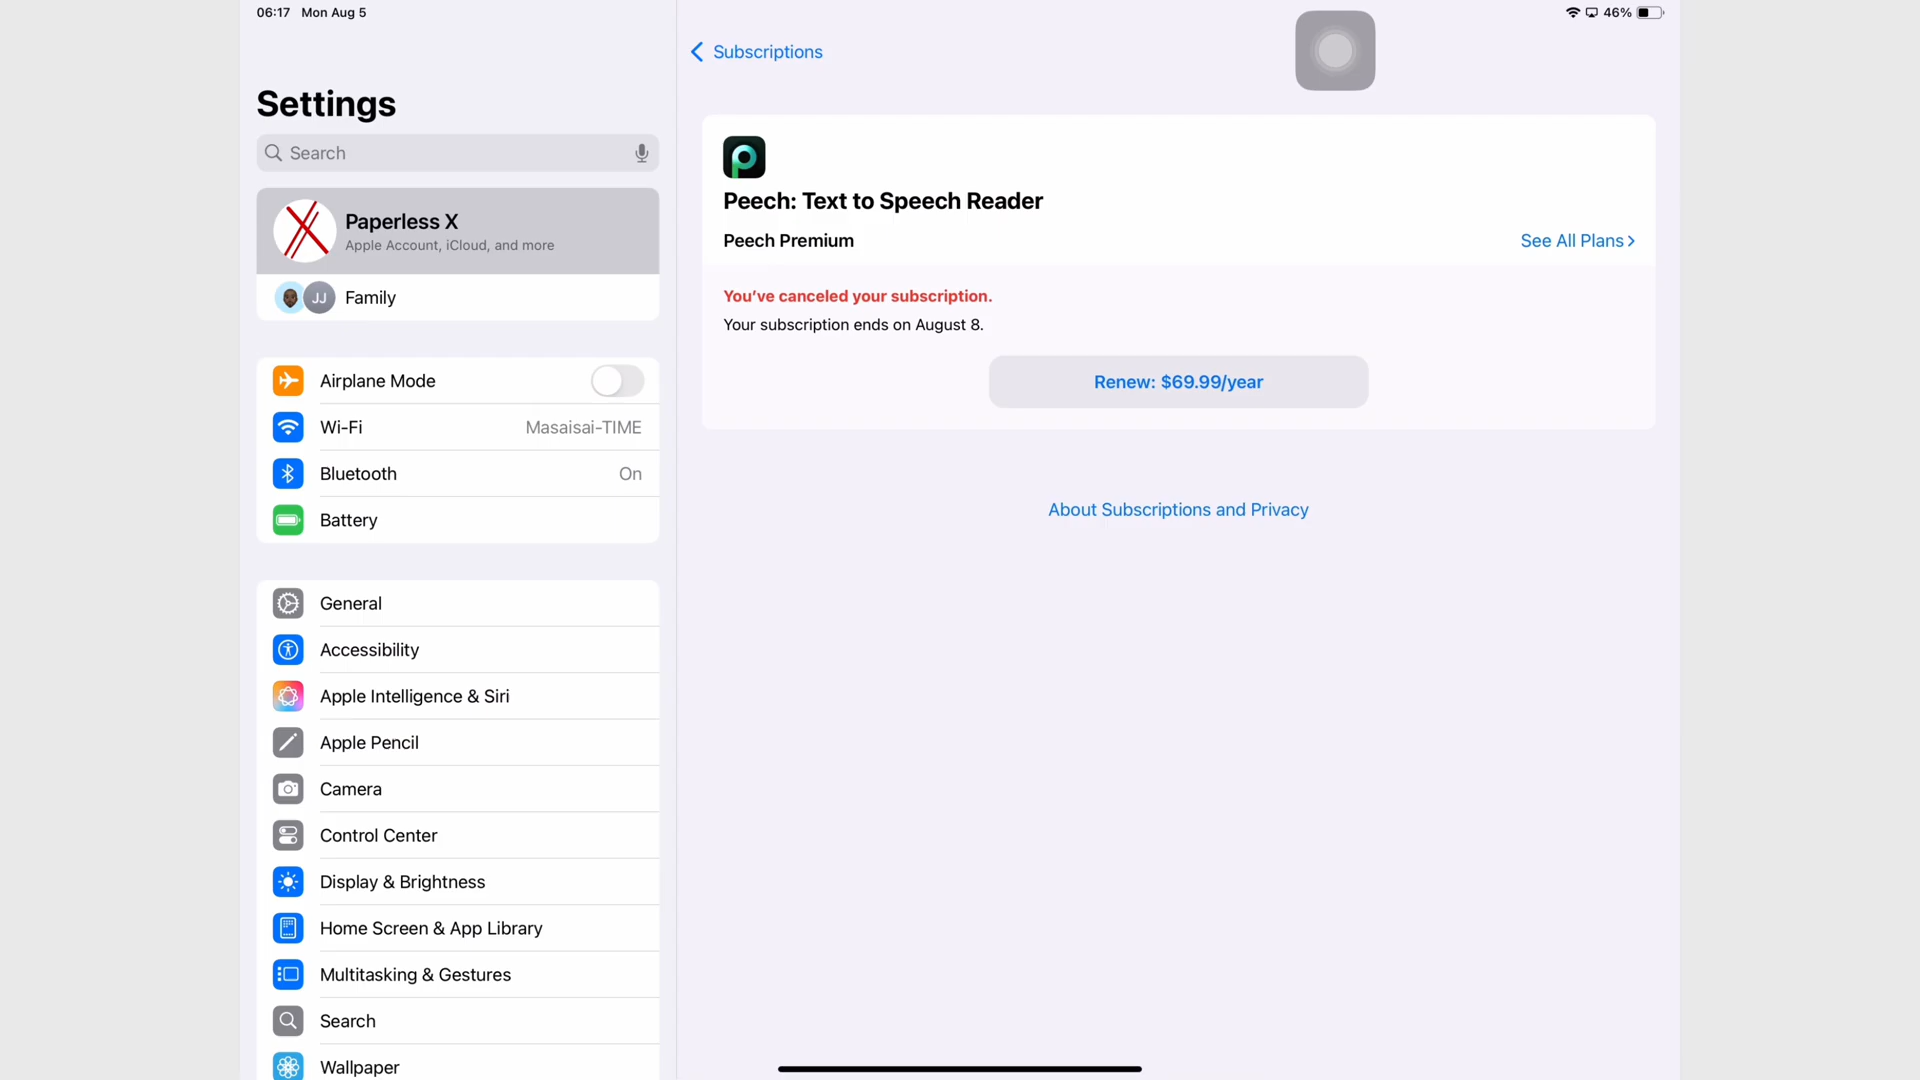 06:17 Mon Aug 5
46%
Settings
Search
Paperless X
Apple Account, iCloud, and more
JJ Family
Airplane Mode
Wi-Fi Masaisai-TIME
Bluetooth On
Battery
General
Accessibility
Apple Intelligence & Siri
Apple Pencil
Camera
Control Center
Display & Brightness
Home Screen & App Library
Multitasking & Gestures
Search
Wallpaper
Subscriptions
Peech: Text to Speech Reader
Peech Premium See All Plans
You’ve canceled your subscription.
Your subscription ends on August 8.
Renew: $69.99/year
About Subscriptions and Privacy